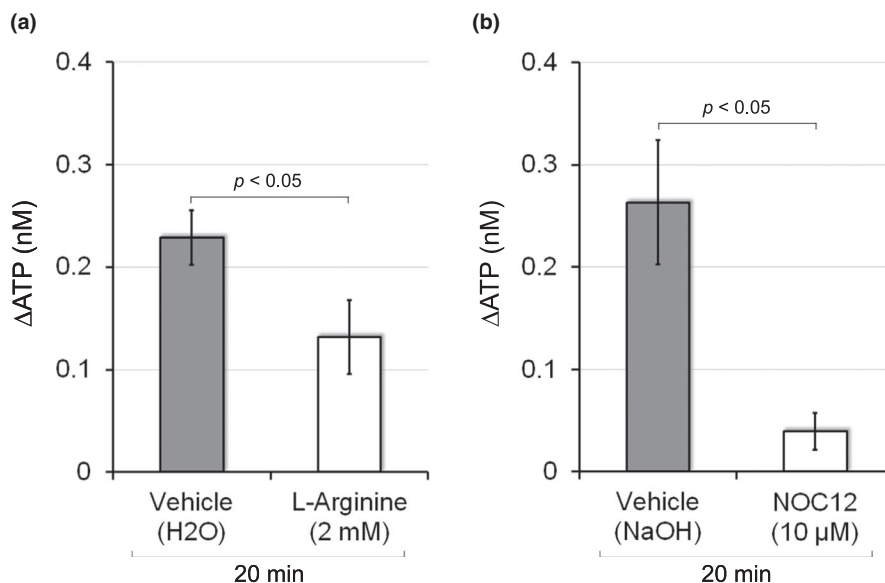 (a)
0.4
0.3
0.2
0.1
0
ΔATP (nM)
p < 0.05
Vehicle
(H2O)
L-Arginine
(2 mM)
20 min
(b)
0.4
0.3
0.2
0.1
0
ΔATP (nM)
p < 0.05
Vehicle
(NaOH)
NOC12
(10 µM)
20 min